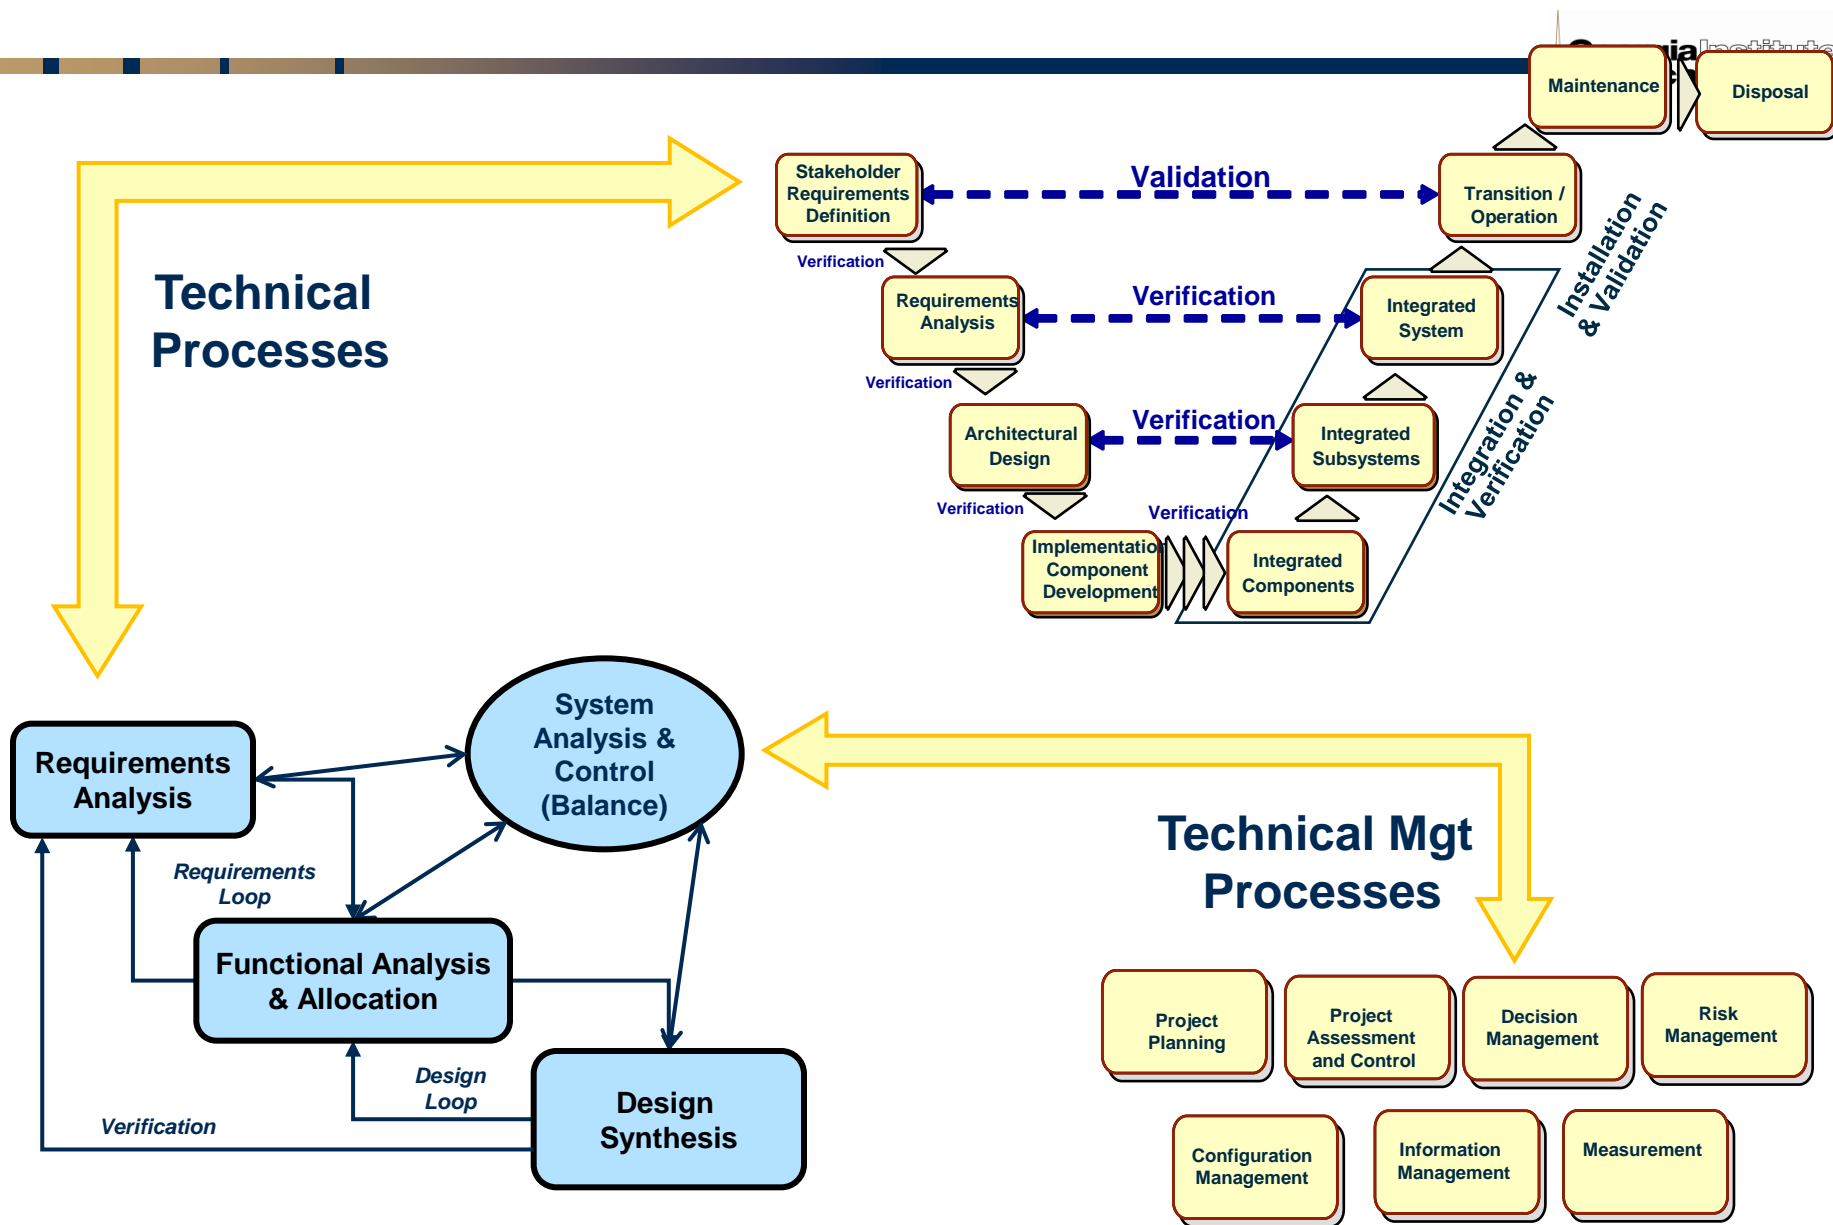 Institute
Maintenance
Disposal
Stakeholder
Requirements
Definition
Validation
Transition /
Operation
Installation
& Validation
Verification
Technical
Processes
Requirements
Analysis
Verification
Integrated
System
Verification
Architectural
Design
Verification
Integrated
Subsystems
Integration &
Verification
Verification
Verification
Implementation
Component
Development
Integrated
Components
System
Analysis &
Control
(Balance)
Requirements
Analysis
Requirements
Loop
Functional Analysis
& Allocation
Design
Loop
Verification
Design
Synthesis
Technical Mgt
Processes
Project
Planning
Project
Assessment
and Control
Decision
Management
Risk
Management
Configuration
Management
Information
Management
Measurement